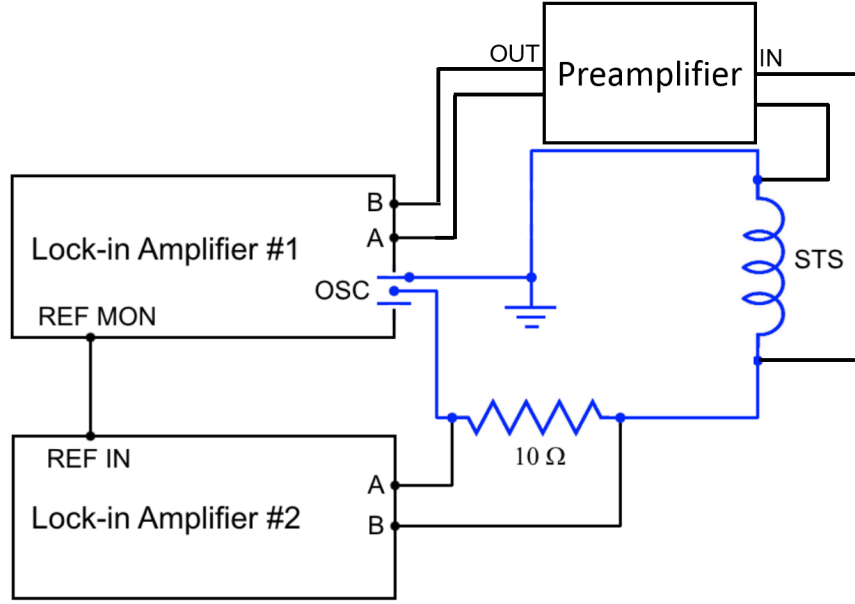 OUT
Preamplifier
IN
B
Lock-in Amplifier #1
A
STS
OSC
REF MON
10 Ω
REF IN
A
Lock-in Amplifier #2
B